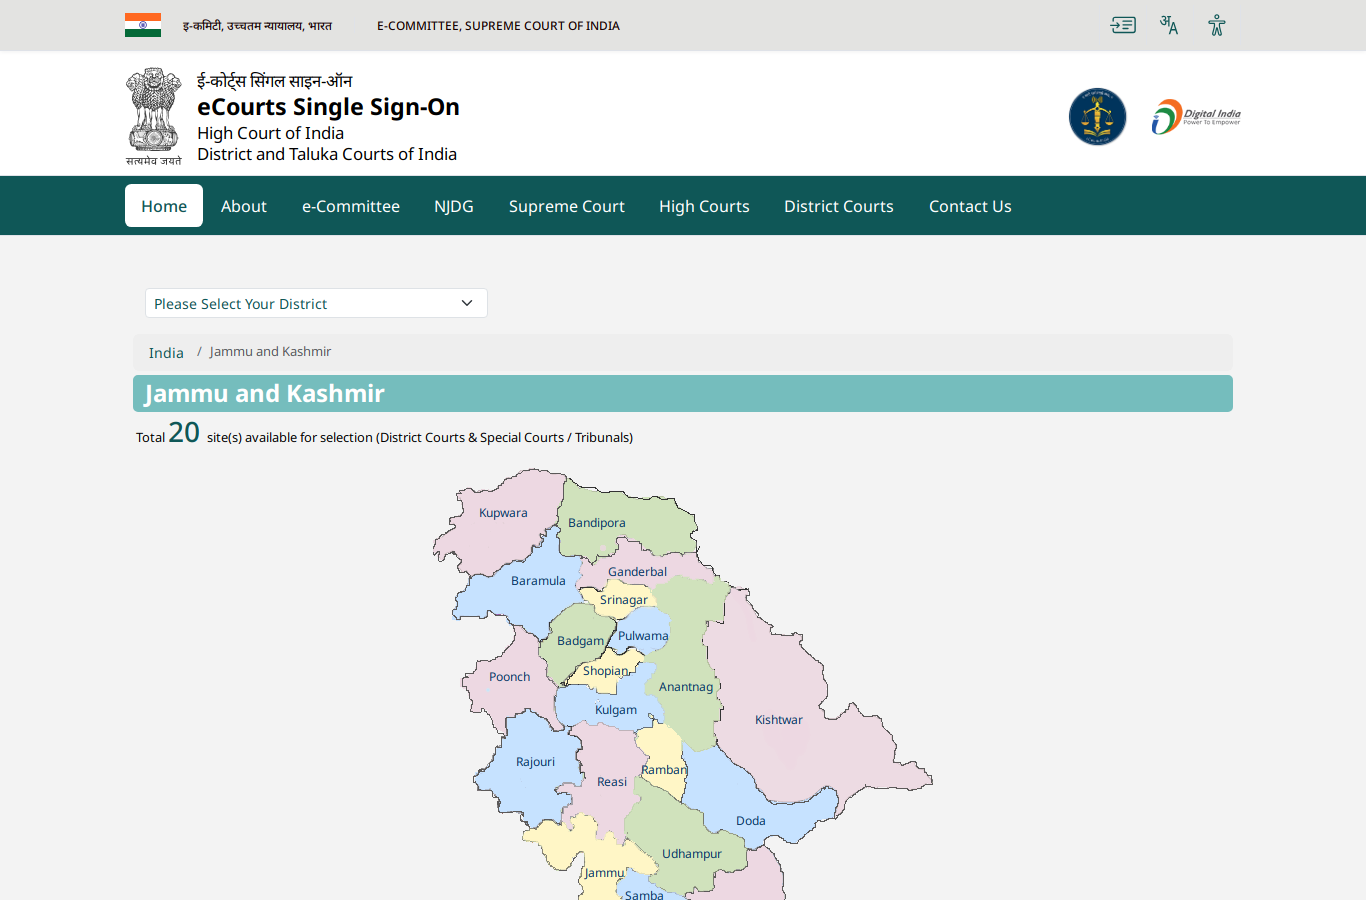 इ-कमिटी, उच्चतम न्यायालय, भारत
E-COMMITTEE, SUPREME COURT OF INDIA
अ A
ई-कोर्ट्स सिंगल साइन-ऑन
eCourts Single Sign-On
High Court of India
District and Taluka Courts of India
सत्यमेव जयते
Digital India
Power To Empower
Home About e-Committee NJDG Supreme Court High Courts District Courts Contact Us
Please Select Your District
India / Jammu and Kashmir
Jammu and Kashmir
Total 20 site(s) available for selection (District Courts & Special Courts / Tribunals)
Kupwara
Bandipora
Ganderbal
Baramula
Srinagar
Pulwama
Badgam
Shopian
Poonch
Anantnag
Kulgam
Kishtwar
Rajouri
Ramban
Reasi
Doda
Udhampur
Jammu
Samba